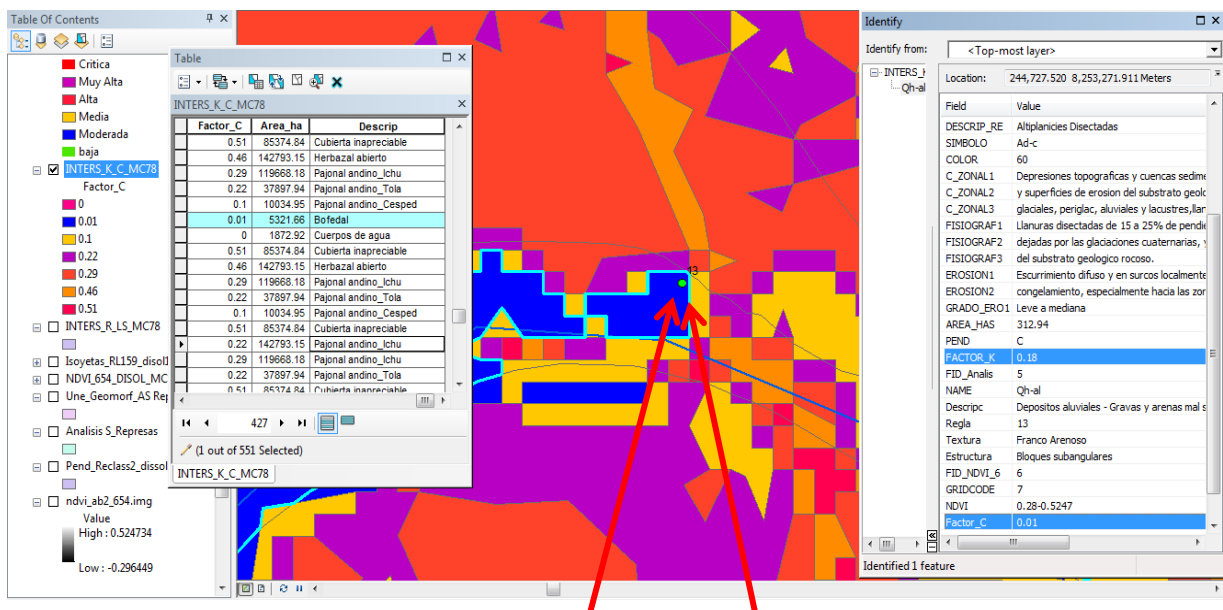 Table Of Contents
Critica
Muy Alta
Alta
Media
Moderada
baja
INTERS_K_C_MC78
Factor_C
0
0.01
0.1
0.22
0.29
0.46
0.51
INTERS_R_LS_MC78
Isoyetas_RL159_disol
NDVI_654_DISOL_MC
Une_Geomorf_AS Re
Analisis S_Represas
Pend_Reclass2_dissol
ndvi_ab2_654.img
Value
High : 0.524734
Low : -0.296449
Table
INTERS_K_C_MC78
Factor_C Area_ha Descrip
0.51 85374.84 Cubierta inapreciable
0.46 142793.15 Herbazal abierto
0.29 119668.18 Pajonal andino_Ichu
0.22 37897.94 Pajonal andino_Tola
0.1 10034.95 Pajonal andino_Cesped
0.01 5321.66 Bofedal
0 1872.92 Cuerpos de agua
0.51 85374.84 Cubierta inapreciable
0.46 142793.15 Herbazal abierto
0.29 119668.18 Pajonal andino_Ichu
0.22 37897.94 Pajonal andino_Tola
0.1 10034.95 Pajonal andino_Cesped
0.51 85374.84 Cubierta inapreciable
0.22 142793.15 Pajonal andino_Ichu
0.29 119668.18 Pajonal andino_Ichu
0.22 37897.94 Pajonal andino_Tola
0.51 85374.84 Cubierta inapreciable
427
(1 out of 551 Selected)
INTERS_K_C_MC78
13
Identify
Identify from: <Top-most layer>
INTERS_
Qh-al
Location: 244,727.520 8,253,271.911 Meters
Field Value
DESCRIP_RE Altiplanicies Disectadas
SIMBOLO Ad-c
COLOR 60
C_ZONAL1 Depresiones topograficas y cuencas sedime
C_ZONAL2 y superficies de erosion del substrato geolo
C_ZONAL3 glaciales, periglac, aluviales y lacustres,llar
FISIOGRAF1 Llanuras disectadas de 15 a 25% de pendie
FISIOGRAF2 dejadas por las glaciaciones cuaternarias, y
FISIOGRAF3 del substrato geologico rocoso.
EROSION1 Escurrimiento difuso y en surcos localmente
EROSION2 congelamiento, especialmente hacia las zor
GRADO_ERO1 Leve a mediana
AREA_HAS 312.94
PEND C
FACTOR_K 0.18
FID_Analis 5
NAME Qh-al
Descripc Depositos aluviales - Gravas y arenas mal s
Regla 13
Textura Franco Arenoso
Estructura Bloques subangulares
FID_NDVI_6 6
GRIDCODE 7
NDVI 0.28-0.5247
Factor_C 0.01
Identified 1 feature